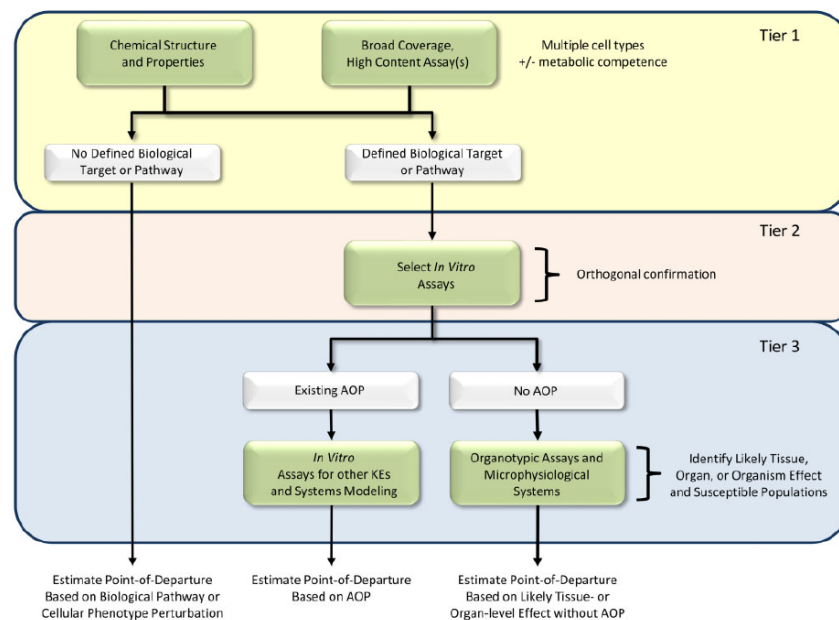 Tier 1
Chemical Structure
and Properties
Broad Coverage,
High Content Assay(s)
Multiple cell types
+/- metabolic competence
No Defined Biological
Target or Pathway
Defined Biological Target
or Pathway
Tier 2
Select In Vitro
Assays
Orthogonal confirmation
Tier 3
Existing AOP
No AOP
In Vitro
Assays for other KEs
and Systems Modeling
Organotypic Assays and
Microphysiological
Systems
Identify Likely Tissue,
Organ, or Organism Effect
and Susceptible Populations
Estimate Point-of-Departure
Based on Biological Pathway or
Cellular Phenotype Perturbation
Estimate Point-of-Departure
Based on AOP
Estimate Point-of-Departure
Based on Likely Tissue- or
Organ-level Effect without AOP